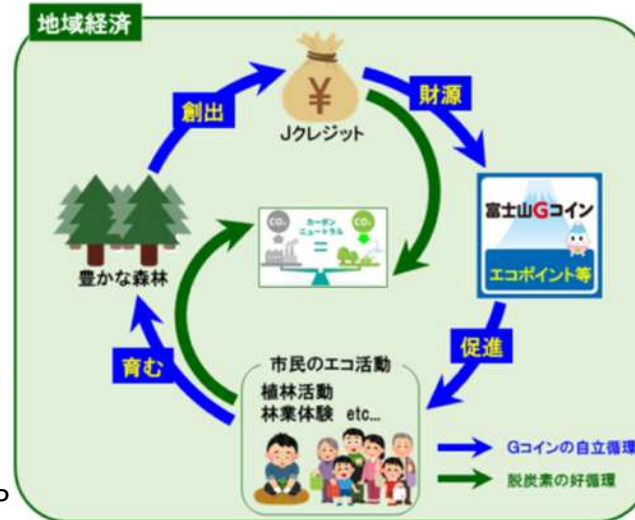 地域経済
¥
Jクレジット
創出
財源
CO₂
カーボン
ニュートラル
CO₂
=
富士山Gコイン
エコポイント等
豊かな森林
育む
促進
市民のエコ活動
植林活動
林業体験 etc...
Gコインの自立循環
脱炭素の好循環
P